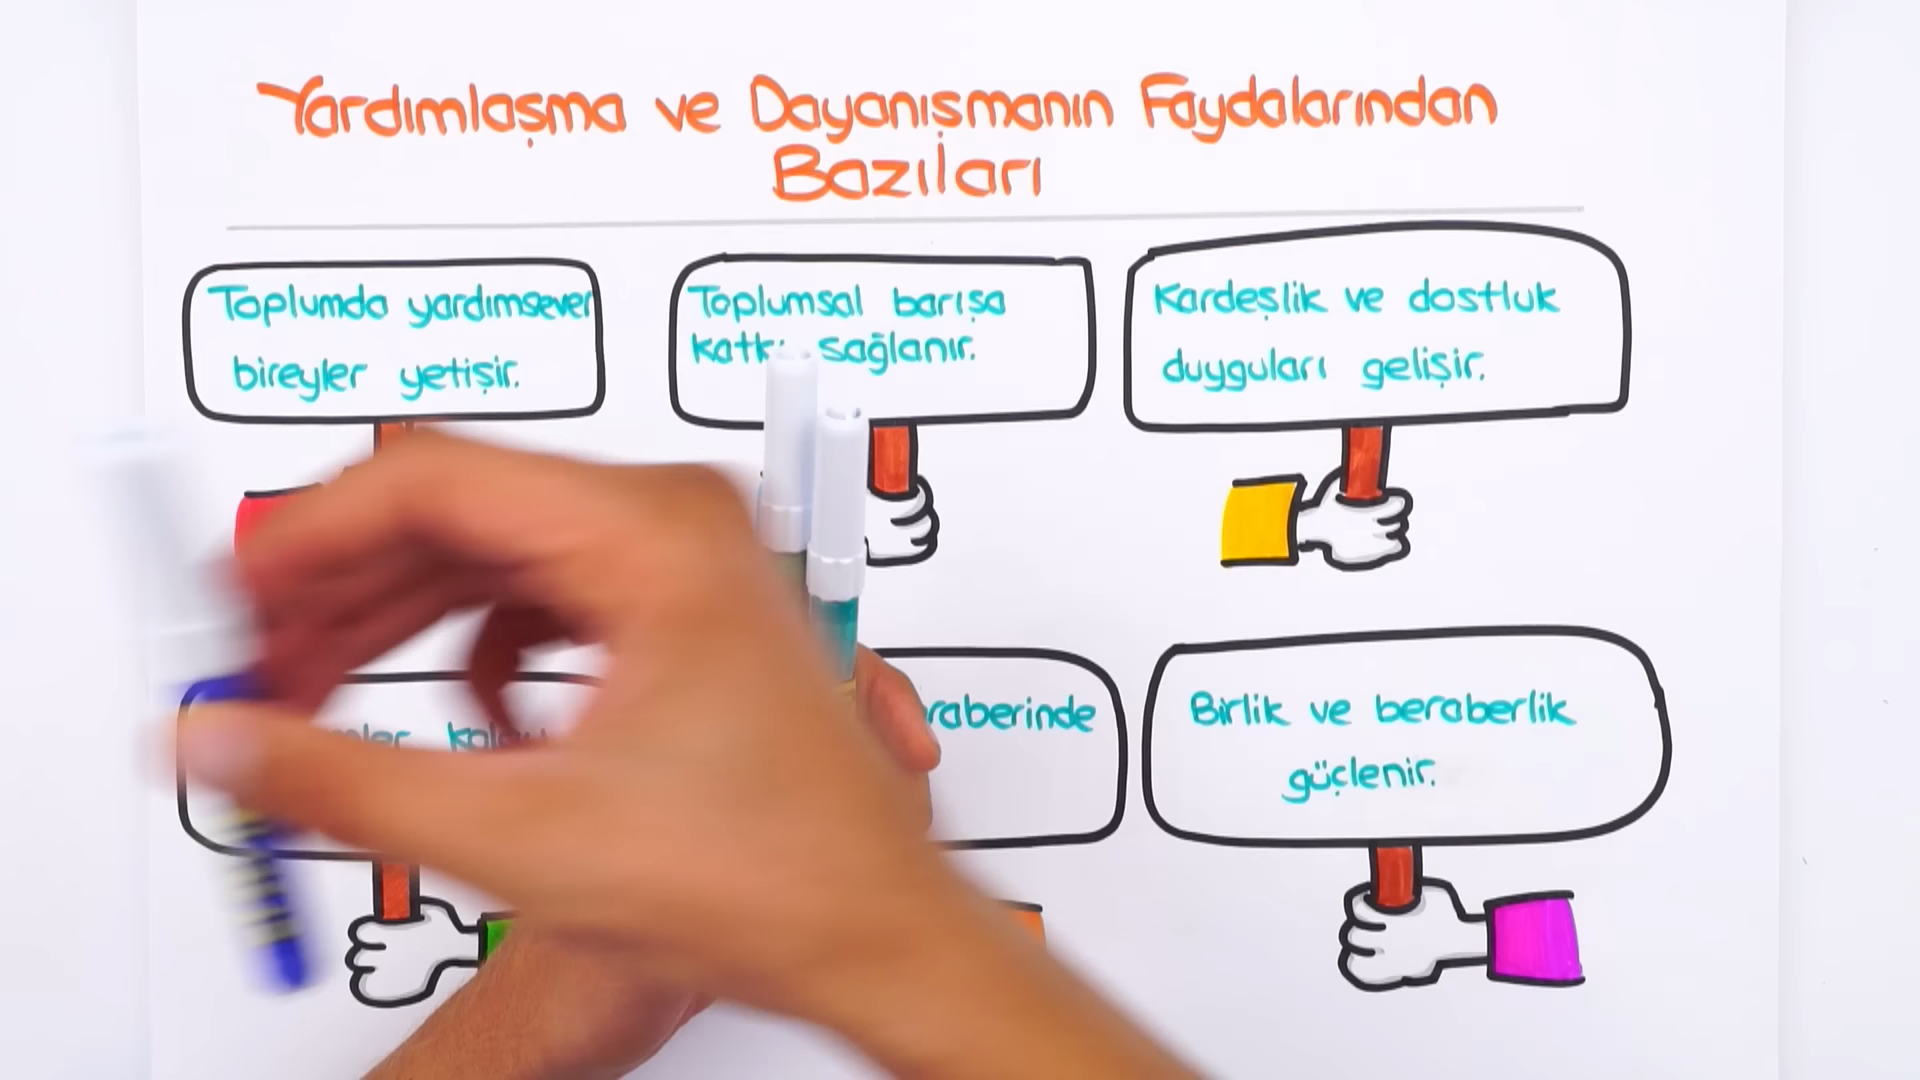 Yardımlaşma ve Dayanışmanın Faydalarından
Bazıları
Toplumda yardımsever
bireyler yetişir.
Toplumsal barışa
sağlanır.
Kardeşlik ve dostluk
duyguları gelişir.
Birlik ve beraberlik
güçlenir.